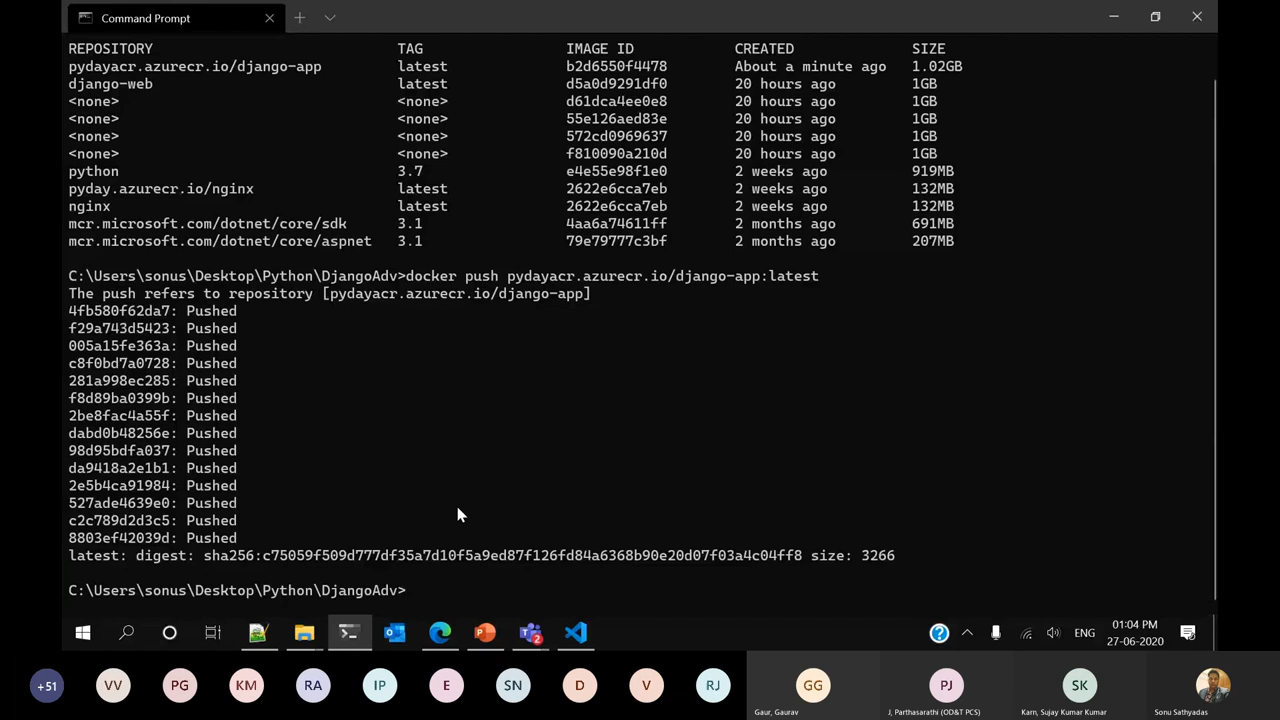 Command Prompt
REPOSITORY TAG IMAGE ID CREATED SIZE
pydayacr.azurecr.io/django-app latest b2d6550f4478 About a minute ago 1.02GB
django-web latest d5a0d9291df0 20 hours ago 1GB
<none> <none> d61dca4ee0e8 20 hours ago 1GB
<none> <none> 55e126aed83e 20 hours ago 1GB
<none> <none> 572cd0969637 20 hours ago 1GB
<none> <none> f810090a210d 20 hours ago 1GB
python 3.7 e4e55e98f1e0 2 weeks ago 919MB
pyday.azurecr.io/nginx latest 2622e6cca7eb 2 weeks ago 132MB
nginx latest 2622e6cca7eb 2 weeks ago 132MB
mcr.microsoft.com/dotnet/core/sdk 3.1 4aa6a74611ff 2 months ago 691MB
mcr.microsoft.com/dotnet/core/aspnet 3.1 79e79777c3bf 2 months ago 207MB
C:\Users\sonus\Desktop\Python\DjangoAdv>docker push pydayacr.azurecr.io/django-app:latest
The push refers to repository [pydayacr.azurecr.io/django-app]
4fb580f62da7: Pushed
f29a743d5423: Pushed
005a15fe363a: Pushed
c8f0bd7a0728: Pushed
281a998ec285: Pushed
f8d89ba0399b: Pushed
2be8fac4a55f: Pushed
dabd0b48256e: Pushed
98d95bdfa037: Pushed
da9418a2e1b1: Pushed
2e5b4ca91984: Pushed
527ade4639e0: Pushed
c2c789d2d3c5: Pushed
8803ef42039d: Pushed
latest: digest: sha256:c75059f509d777df35a7d10f5a9ed87f126fd84a6368b90e20d07f03a4c04ff8 size: 3266
C:\Users\sonus\Desktop\Python\DjangoAdv>
2 ENG 01:04 PM
27-06-2020
+51 VV PG KM RA IP E SN D V RJ GG PJ SK
Gaur, Gaurav J, Parthasarathi (OD&T PCS) Karn, Sujay Kumar Kumar Sonu Sathyadas